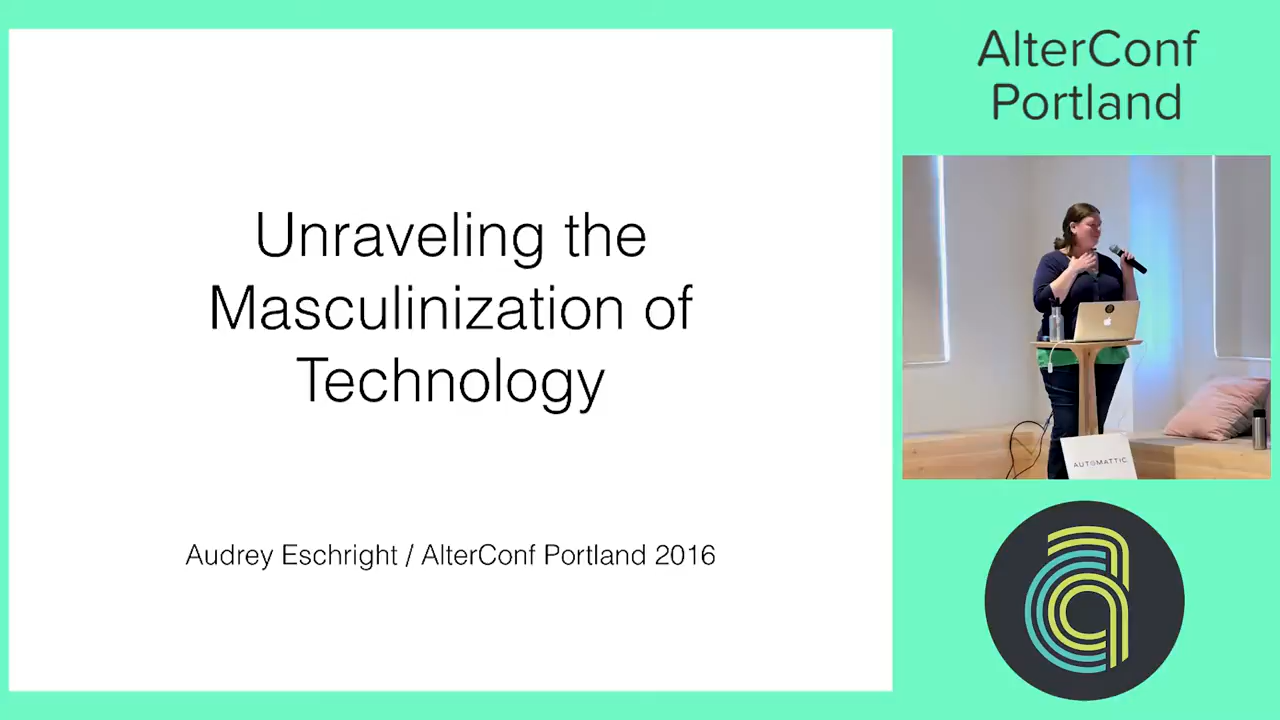 Unraveling the
Masculinization of
Technology
Audrey Eschright / AlterConf Portland 2016
AlterConf
Portland
AUTOMATTIC